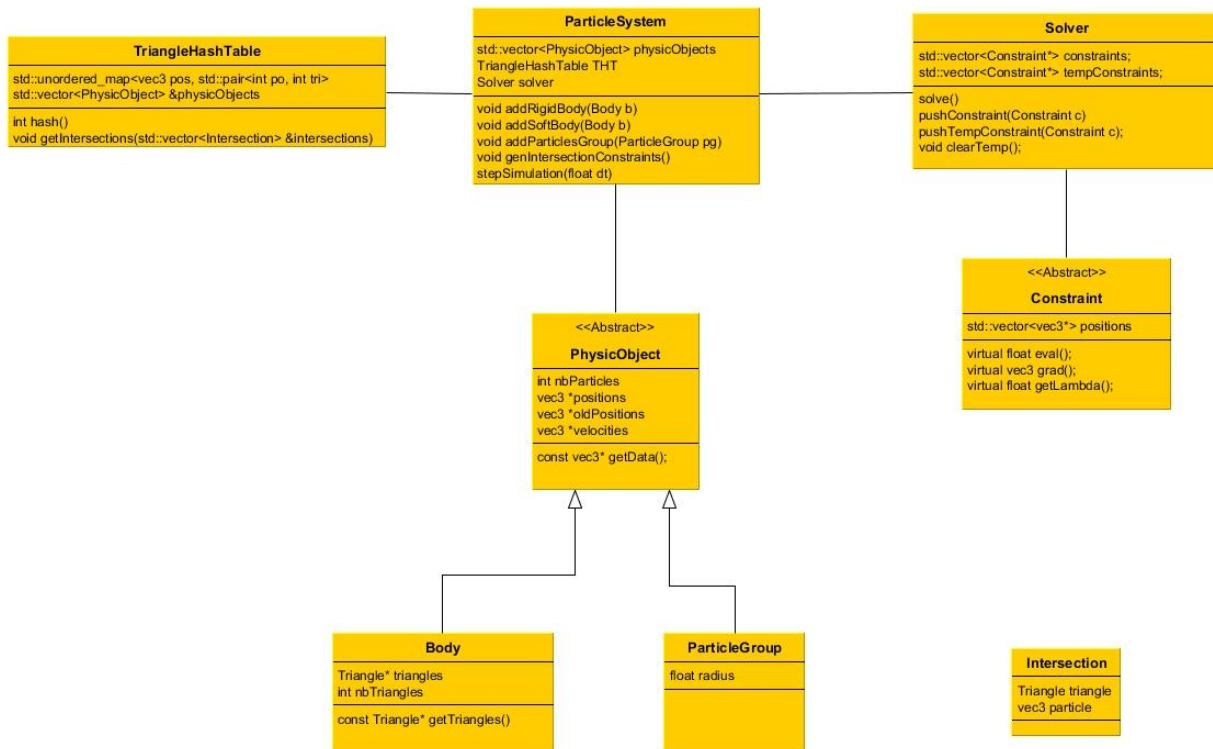 TriangleHashTable
std::unordered_map<vec3 pos, std::pair<int po, int tri>
std::vector<PhysicObject> &physicObjects
int hash()
void getIntersections(std::vector<Intersection> &intersections)
ParticleSystem
std::vector<PhysicObject> physicObjects
TriangleHashTable THT
Solver solver
void addRigidBody(Body b)
void addSoftBody(Body b)
void addParticlesGroup(ParticleGroup pg)
void genIntersectionConstraints()
stepSimulation(float dt)
Solver
std::vector<Constraint*> constraints;
std::vector<Constraint*> tempConstraints;
solve()
pushConstraint(Constraint c)
pushTempConstraint(Constraint c);
void clearTemp();
<<Abstract>>
Constraint
std::vector<vec3*> positions
virtual float eval();
virtual vec3 grad();
virtual float getLambda();
<<Abstract>>
PhysicObject
int nbParticles
vec3 *positions
vec3 *oldPositions
vec3 *velocities
const vec3* getData();
Body
Triangle* triangles
int nbTriangles
const Triangle* getTriangles()
ParticleGroup
float radius
Intersection
Triangle triangle
vec3 particle